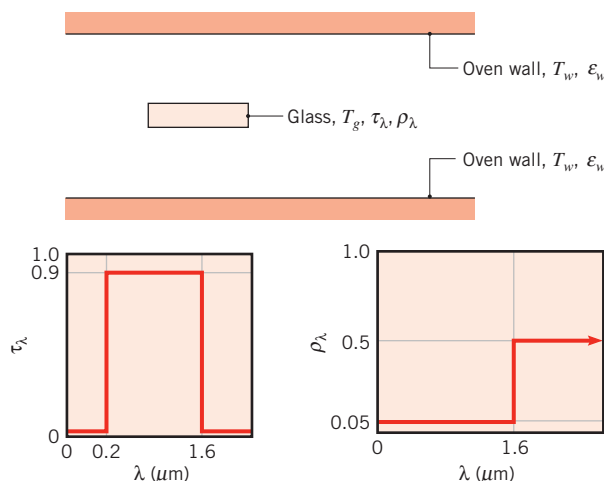 Oven wall, T_w, ε_w
Glass, T_g, τ_λ, ρ_λ
Oven wall, T_w, ε_w
1.0
0.9
τ_λ
0
0 0.2 1.6
λ (μm)
1.0
ρ_λ
0.5
0.05
0 1.6
λ (μm)